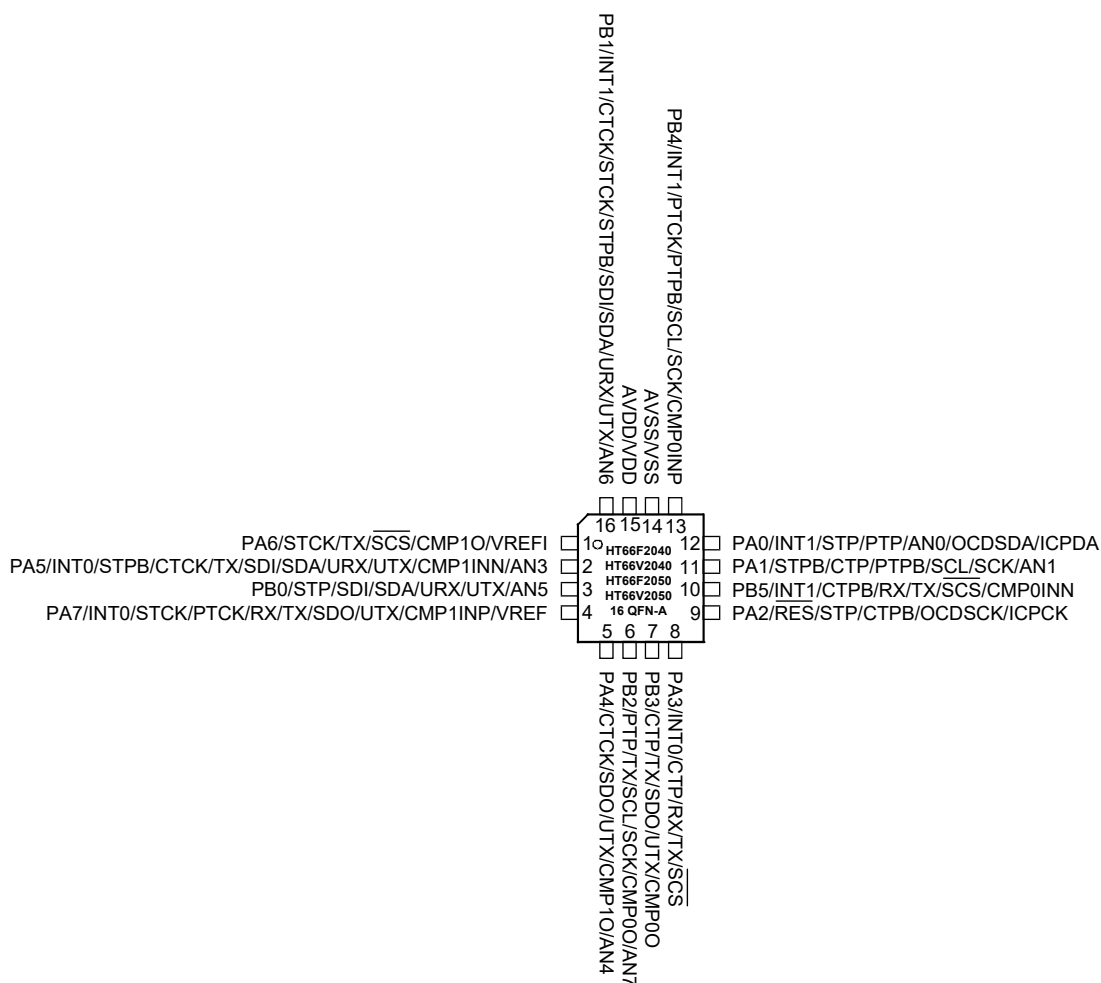 PB1/INT1/CTCK/STCK/STPB/SDI/SDA/URX/UTX/AN6
AVDD/VDD
AVSS/VSS
PB4/INT1/PTCK/PTPB/SCL/SCK/CMP0INP
16 15 14 13
PA6/STCK/TX/SCS/CMP1O/VREFI
PA5/INT0/STPB/CTCK/TX/SDI/SDA/URX/UTX/CMP1INN/AN3
PB0/STP/SDI/SDA/URX/UTX/AN5
PA7/INT0/STCK/PTCK/RX/TX/SDO/UTX/CMP1INP/VREF
1
2
3
4
HT66F2040
HT66V2040
HT66F2050
HT66V2050
16 QFN-A
12
11
10
9
PA0/INT1/STP/PTP/AN0/OCDSDA/ICPDA
PA1/STPB/CTP/PTPB/SCL/SCK/AN1
PB5/INT1/CTPB/RX/TX/SCS/CMP0INN
PA2/RES/STP/CTPB/OCDSCK/ICPCK
5 6 7 8
PA4/CTCK/SDO/UTX/CMP1O/AN4
PB2/PTP/TX/SCL/SCK/CMP0O/AN7
PB3/CTP/TX/SDO/UTX/CMP0O
PA3/INT0/CTP/RX/TX/SCS